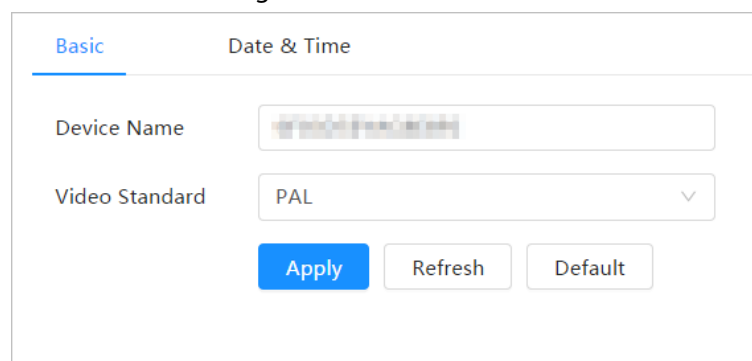 Basic Date & Time
Device Name
Video Standard PAL
Apply Refresh Default